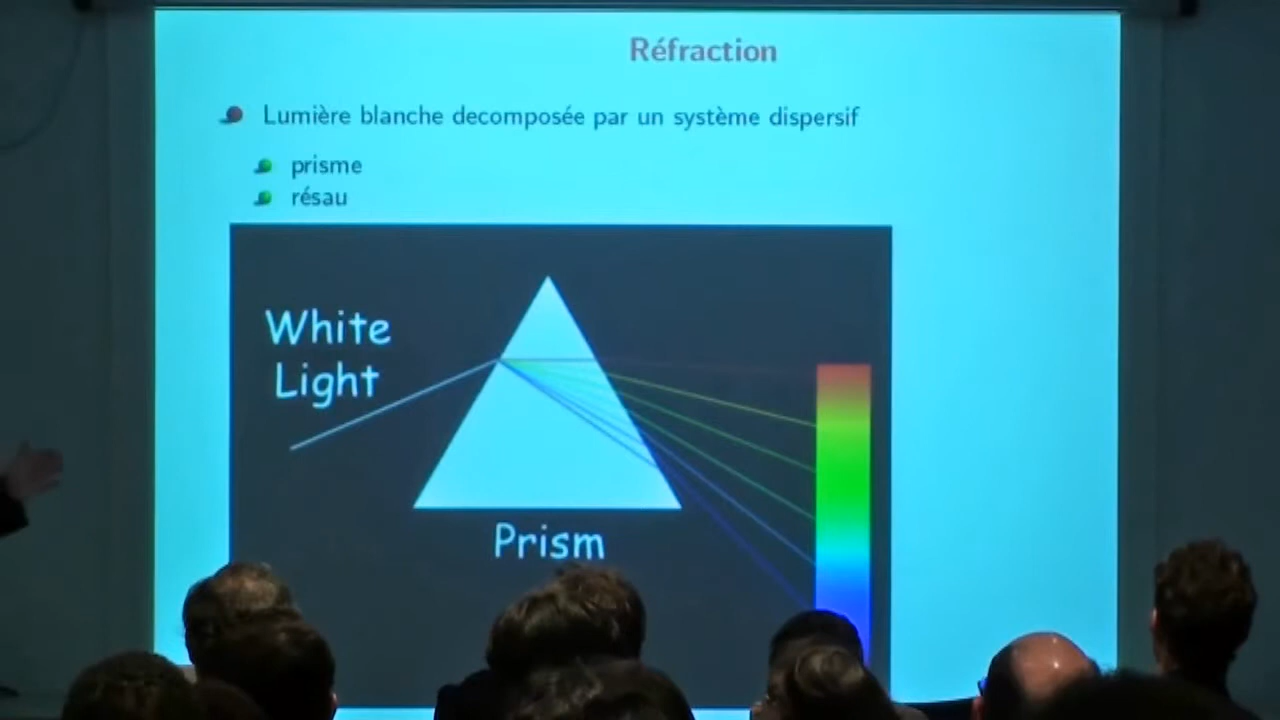 Réfraction
Lumière blanche decomposée par un système dispersif
prisme
résau
White
Light
Prism